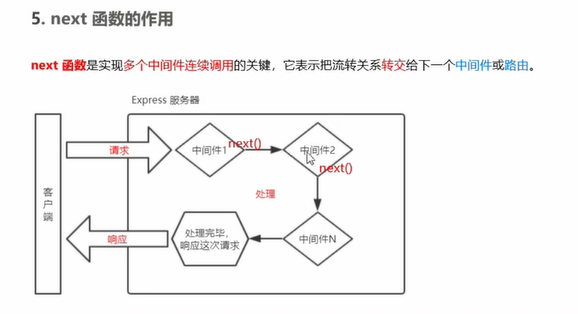 5. next 函数的作用
next 函数是实现多个中间件连续调用的关键，它表示把流转关系转交给下一个中间件或路由。
Express 服务器
客户端
请求
中间件1
next()
中间件2
next()
处理
响应
处理完毕，
响应这次请求
中间件N